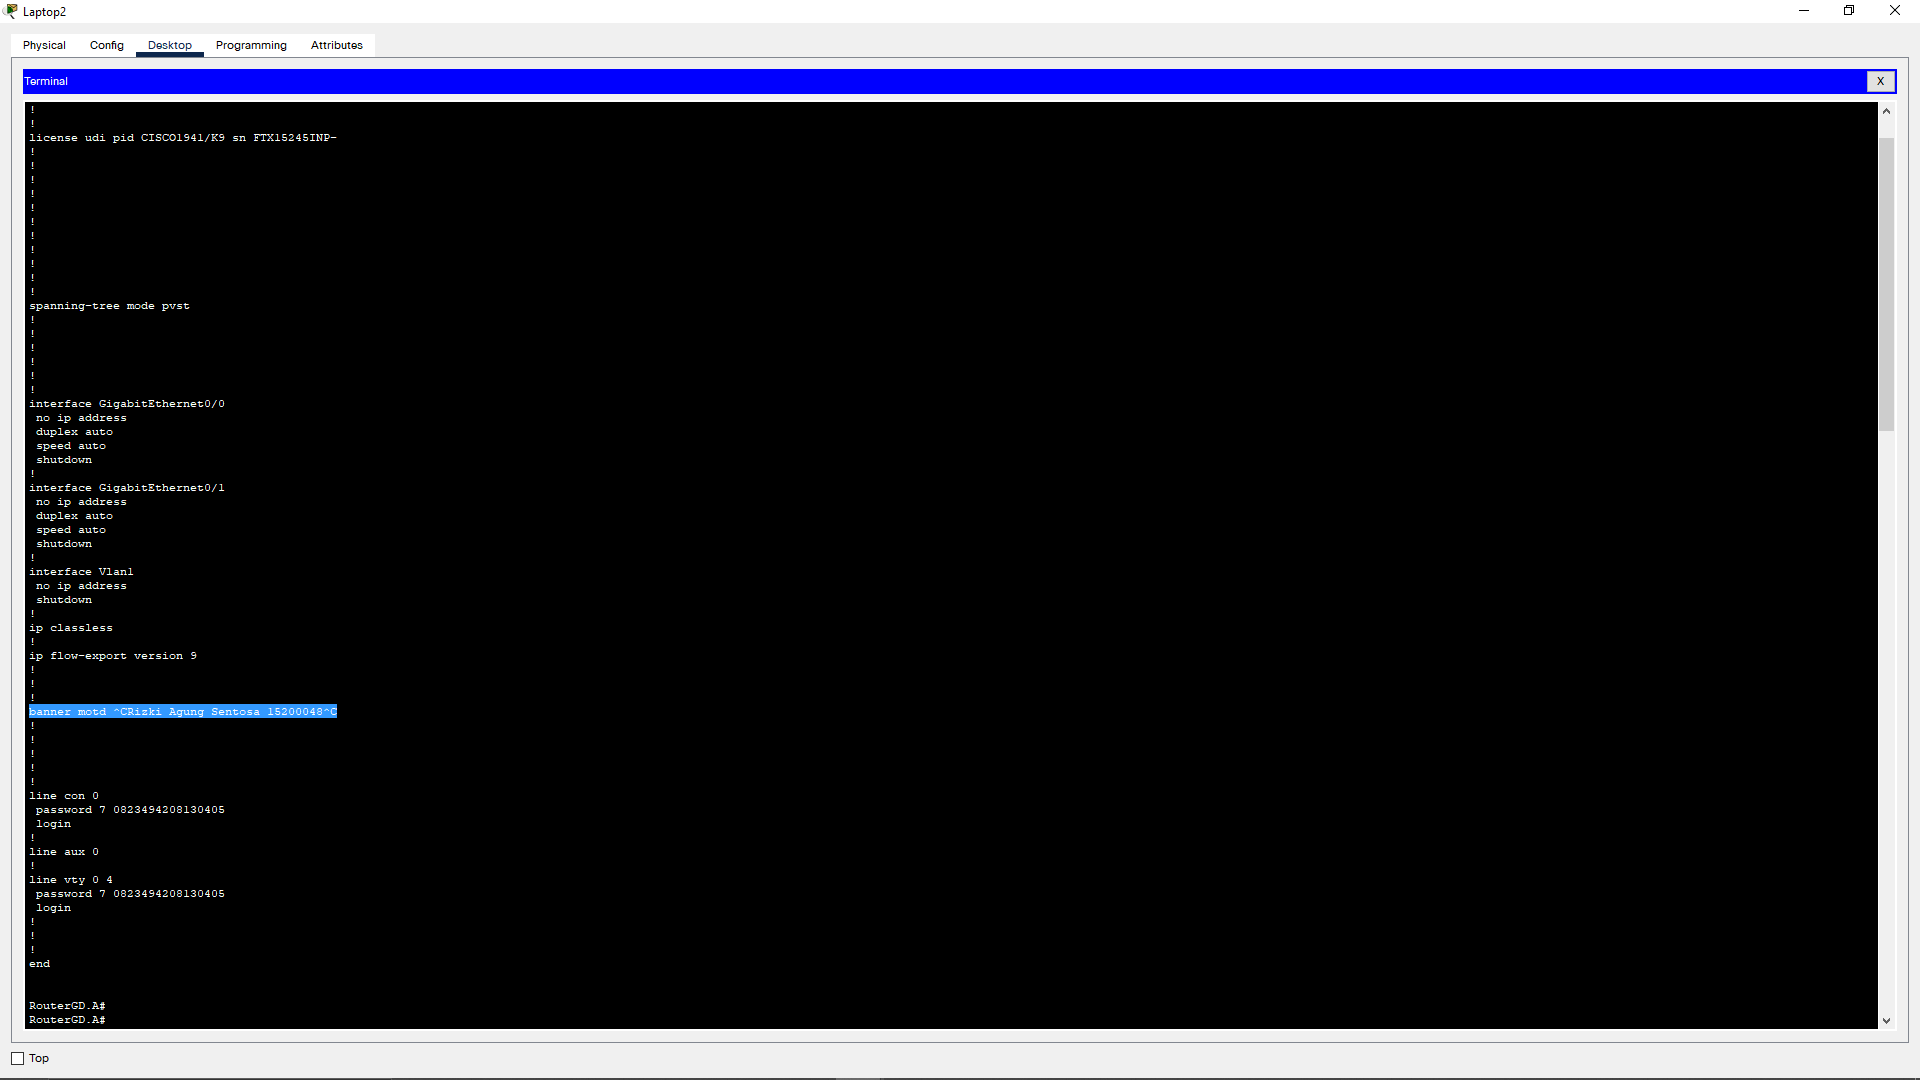 Laptop2
Physical Config Desktop Programming Attributes
Terminal
X
!
!
license udi pid CISCO1941/K9 sn FTX15245INP-
!
!
!
!
!
!
!
!
!
!
!
spanning-tree mode pvst
!
!
!
!
!
!
interface GigabitEthernet0/0
no ip address
duplex auto
speed auto
shutdown
!
interface GigabitEthernet0/1
no ip address
duplex auto
speed auto
shutdown
!
interface Vlan1
no ip address
shutdown
!
ip classless
!
ip flow-export version 9
!
!
!
banner motd ^CRizki Agung Sentosa 15200048^C
!
!
!
!
!
line con 0
password 7 0823494208130405
login
!
line aux 0
!
line vty 0 4
password 7 0823494208130405
login
!
!
!
end
RouterGD.A#
RouterGD.A#
Top